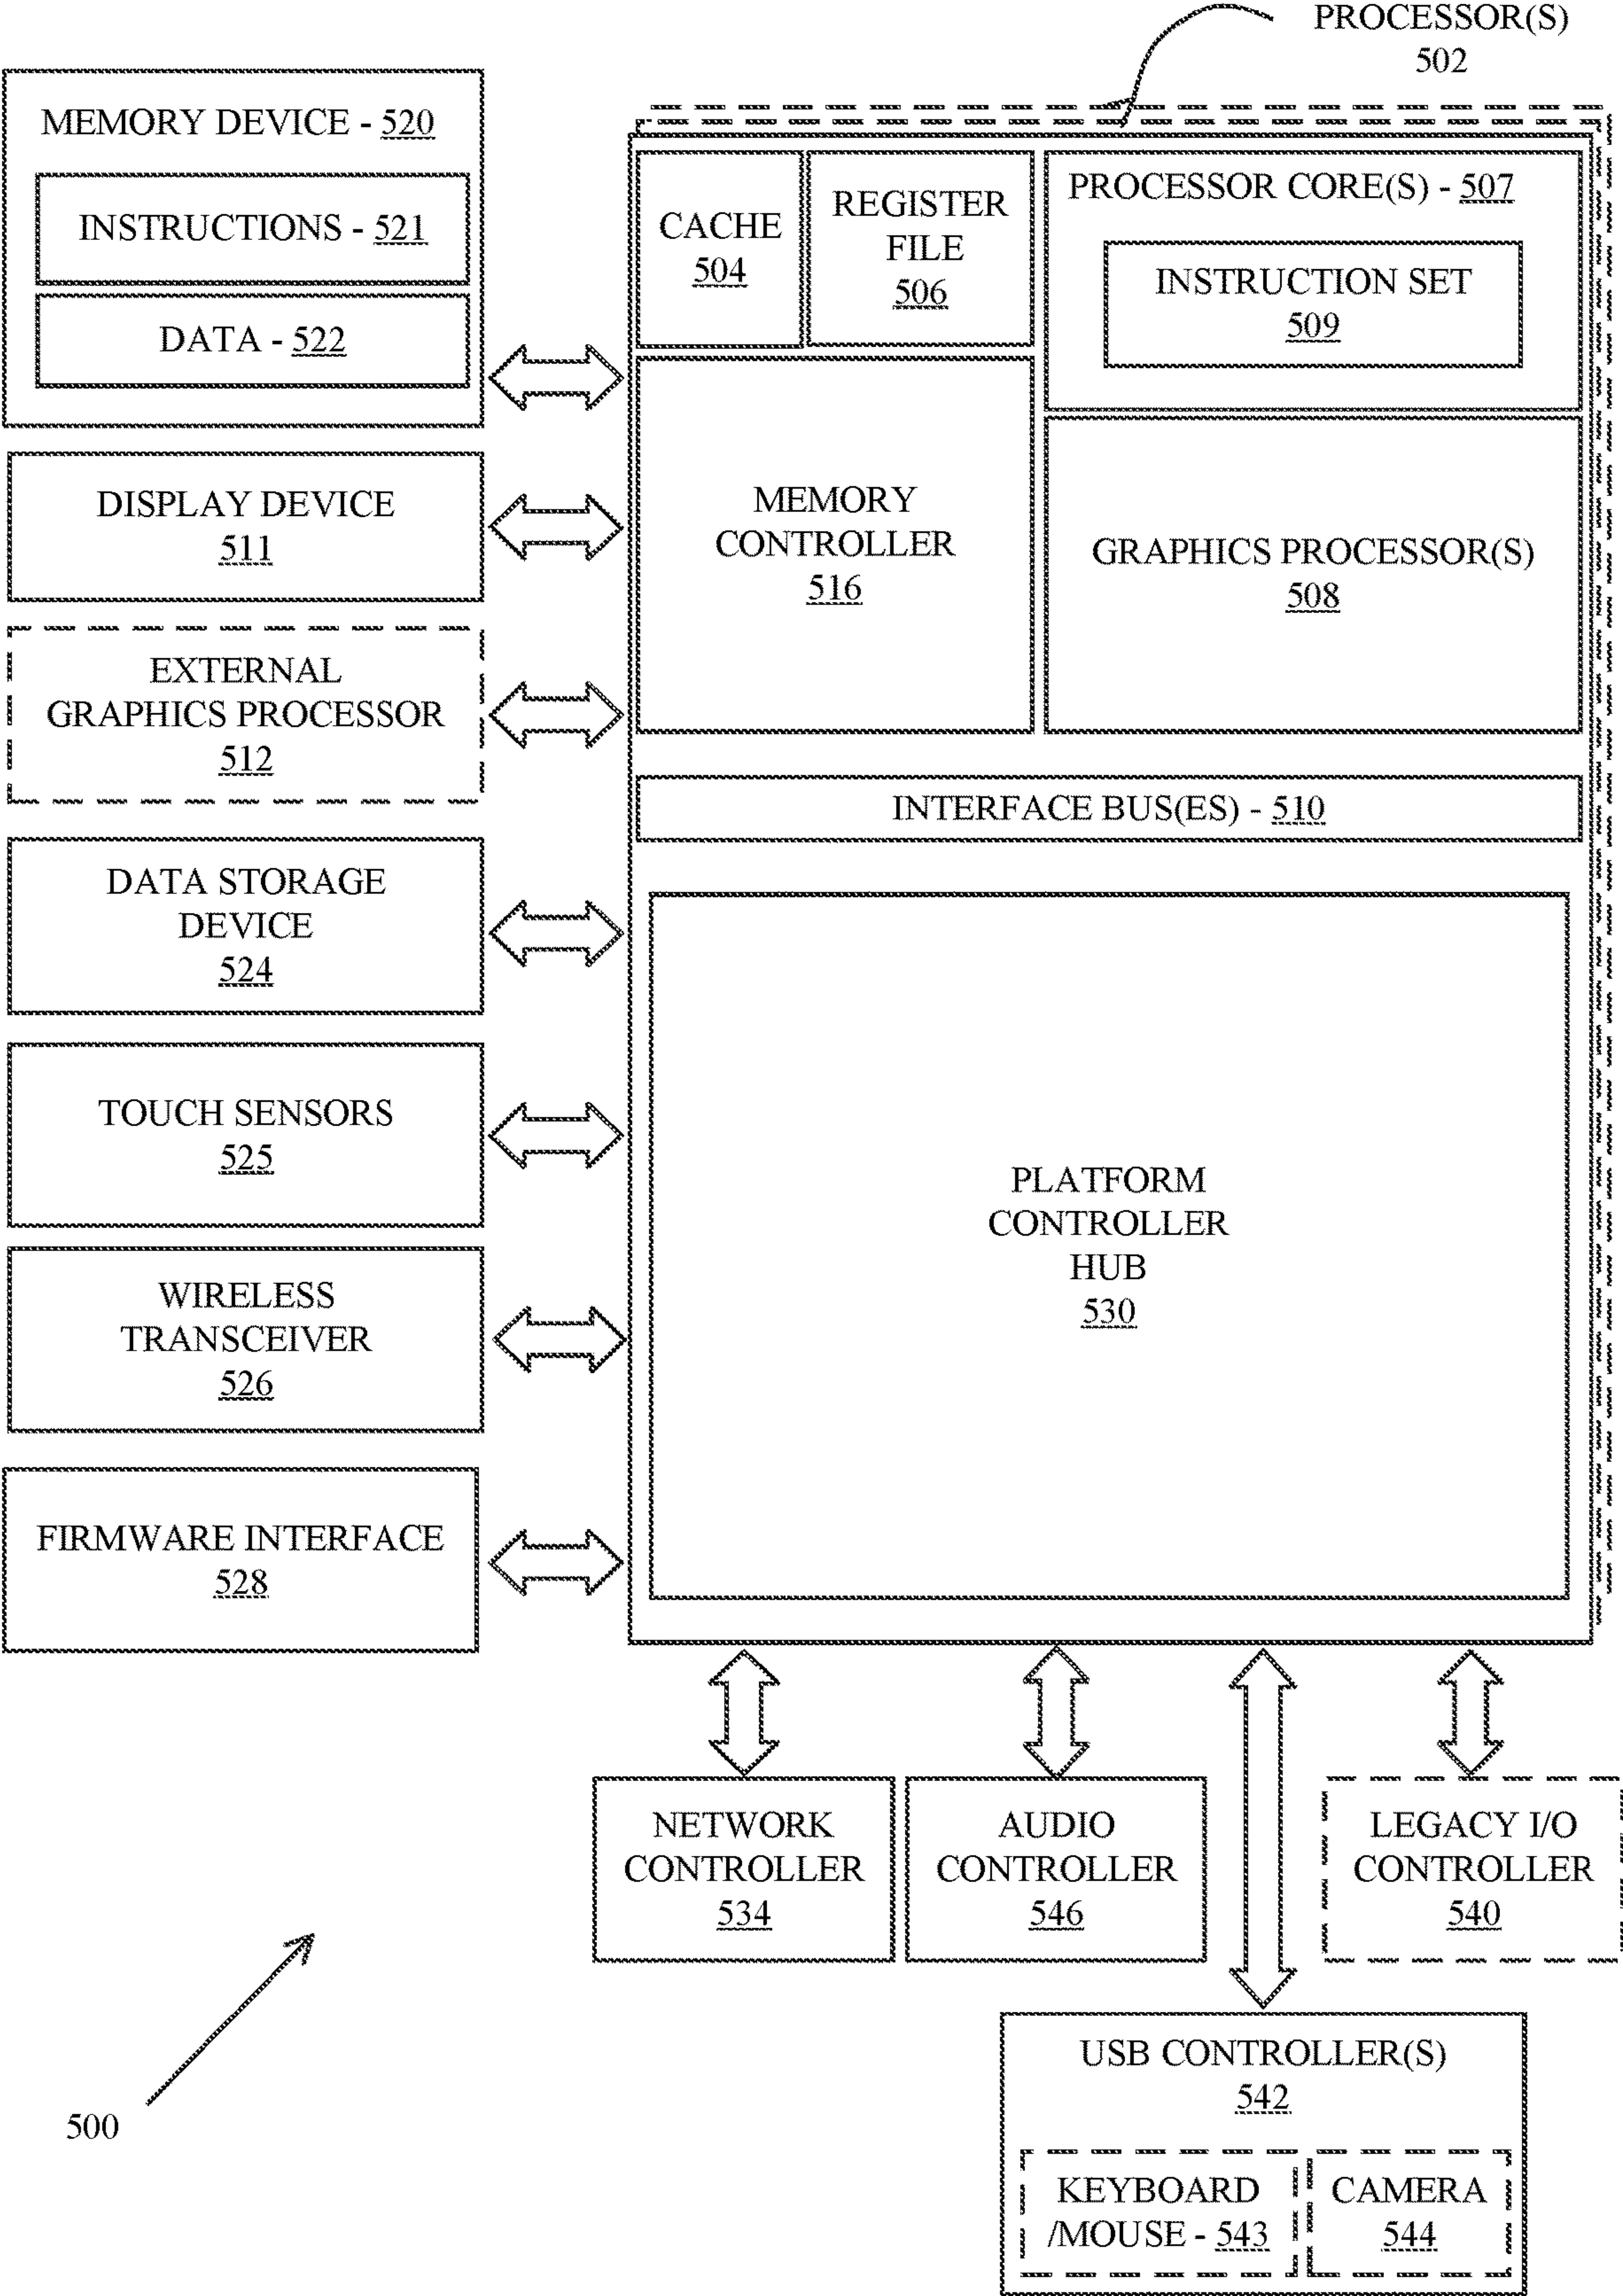 PROCESSOR(S)
502
MEMORY DEVICE - 520
INSTRUCTIONS - 521
DATA - 522
CACHE
504
REGISTER
FILE
506
PROCESSOR CORE(S) - 507
INSTRUCTION SET
509
DISPLAY DEVICE
511
MEMORY
CONTROLLER
516
GRAPHICS PROCESSOR(S)
508
EXTERNAL
GRAPHICS PROCESSOR
512
INTERFACE BUS(ES) - 510
DATA STORAGE
DEVICE
524
TOUCH SENSORS
525
PLATFORM
CONTROLLER
HUB
530
WIRELESS
TRANSCEIVER
526
FIRMWARE INTERFACE
528
NETWORK
CONTROLLER
534
AUDIO
CONTROLLER
546
LEGACY I/O
CONTROLLER
540
USB CONTROLLER(S)
542
KEYBOARD
/MOUSE - 543
CAMERA
544
500